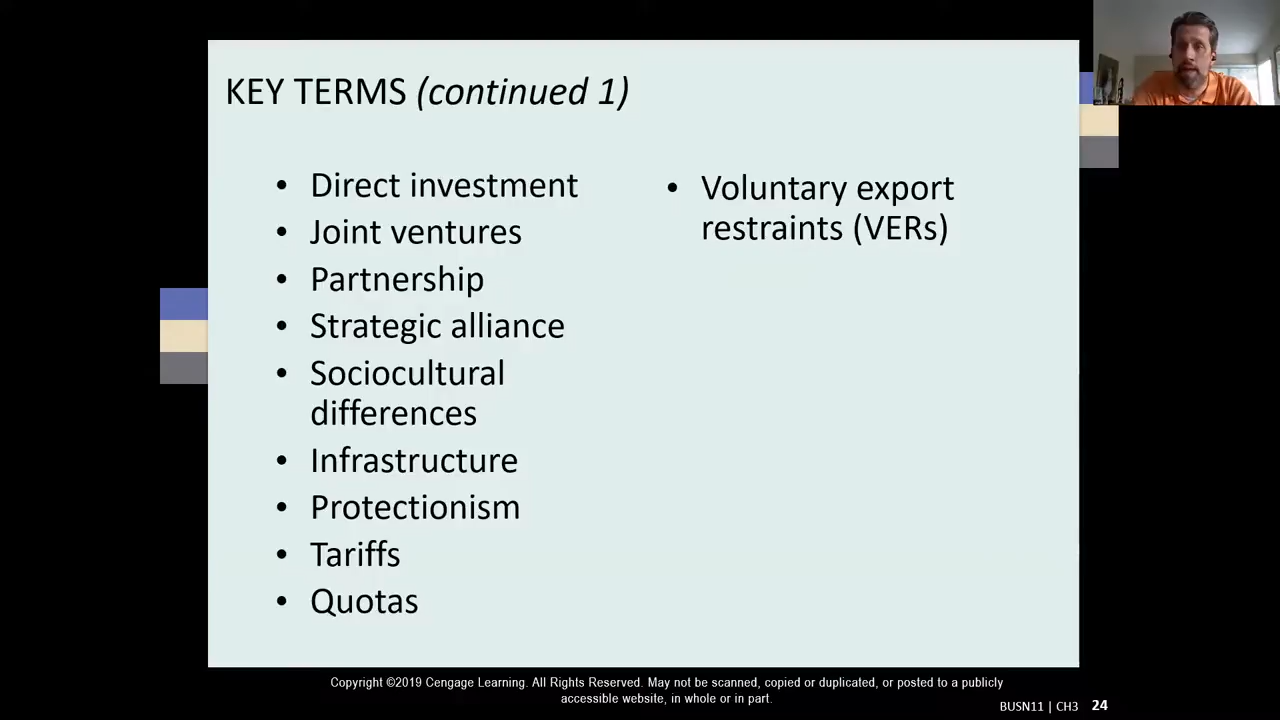 KEY TERMS (continued 1)
• Direct investment
• Joint ventures
• Partnership
• Strategic alliance
• Sociocultural
differences
• Infrastructure
• Protectionism
• Tariffs
• Quotas
• Voluntary export
restraints (VERs)
Copyright ©2019 Cengage Learning. All Rights Reserved. May not be scanned, copied or duplicated, or posted to a publicly
accessible website, in whole or in part.
BUSN11 | CH3 24